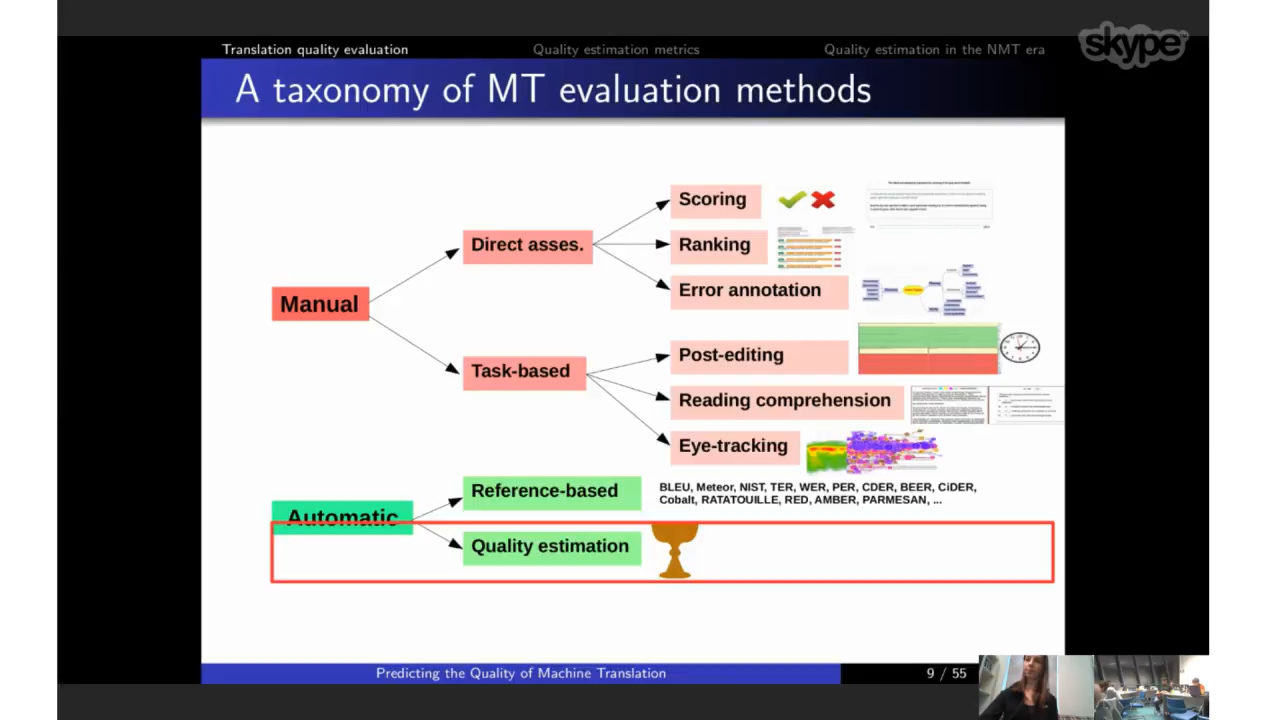 Translation quality evaluation
Quality estimation metrics
Quality estimation in the NMT era
skype
A taxonomy of MT evaluation methods
Manual
Direct asses.
Scoring
Ranking
Error annotation
Task-based
Post-editing
Reading comprehension
Eye-tracking
Automatic
Reference-based
BLEU, Meteor, NIST, TER, WER, PER, CDER, BEER, CiDER,
Cobalt, RATATOUILLE, RED, AMBER, PARMESAN, ...
Quality estimation
Predicting the Quality of Machine Translation
9 / 55